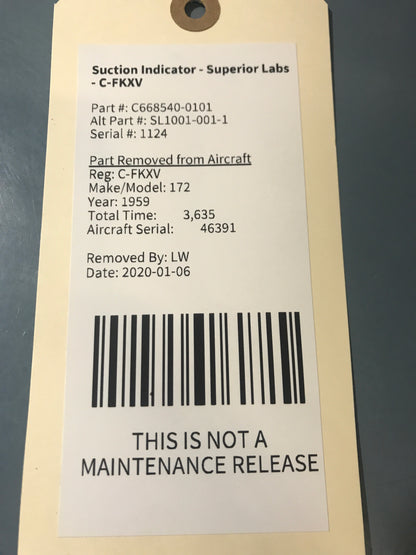 Suction Indicator - Superior Labs
- C-FKXV
Part #: C668540-0101
Alt Part #: SL1001-001-1
Serial #: 1124
Part Removed from Aircraft
Reg: C-FKXV
Make/Model: 172
Year: 1959
Total Time: 3,635
Aircraft Serial: 46391
Removed By: LW
Date: 2020-01-06
THIS IS NOT A
MAINTENANCE RELEASE